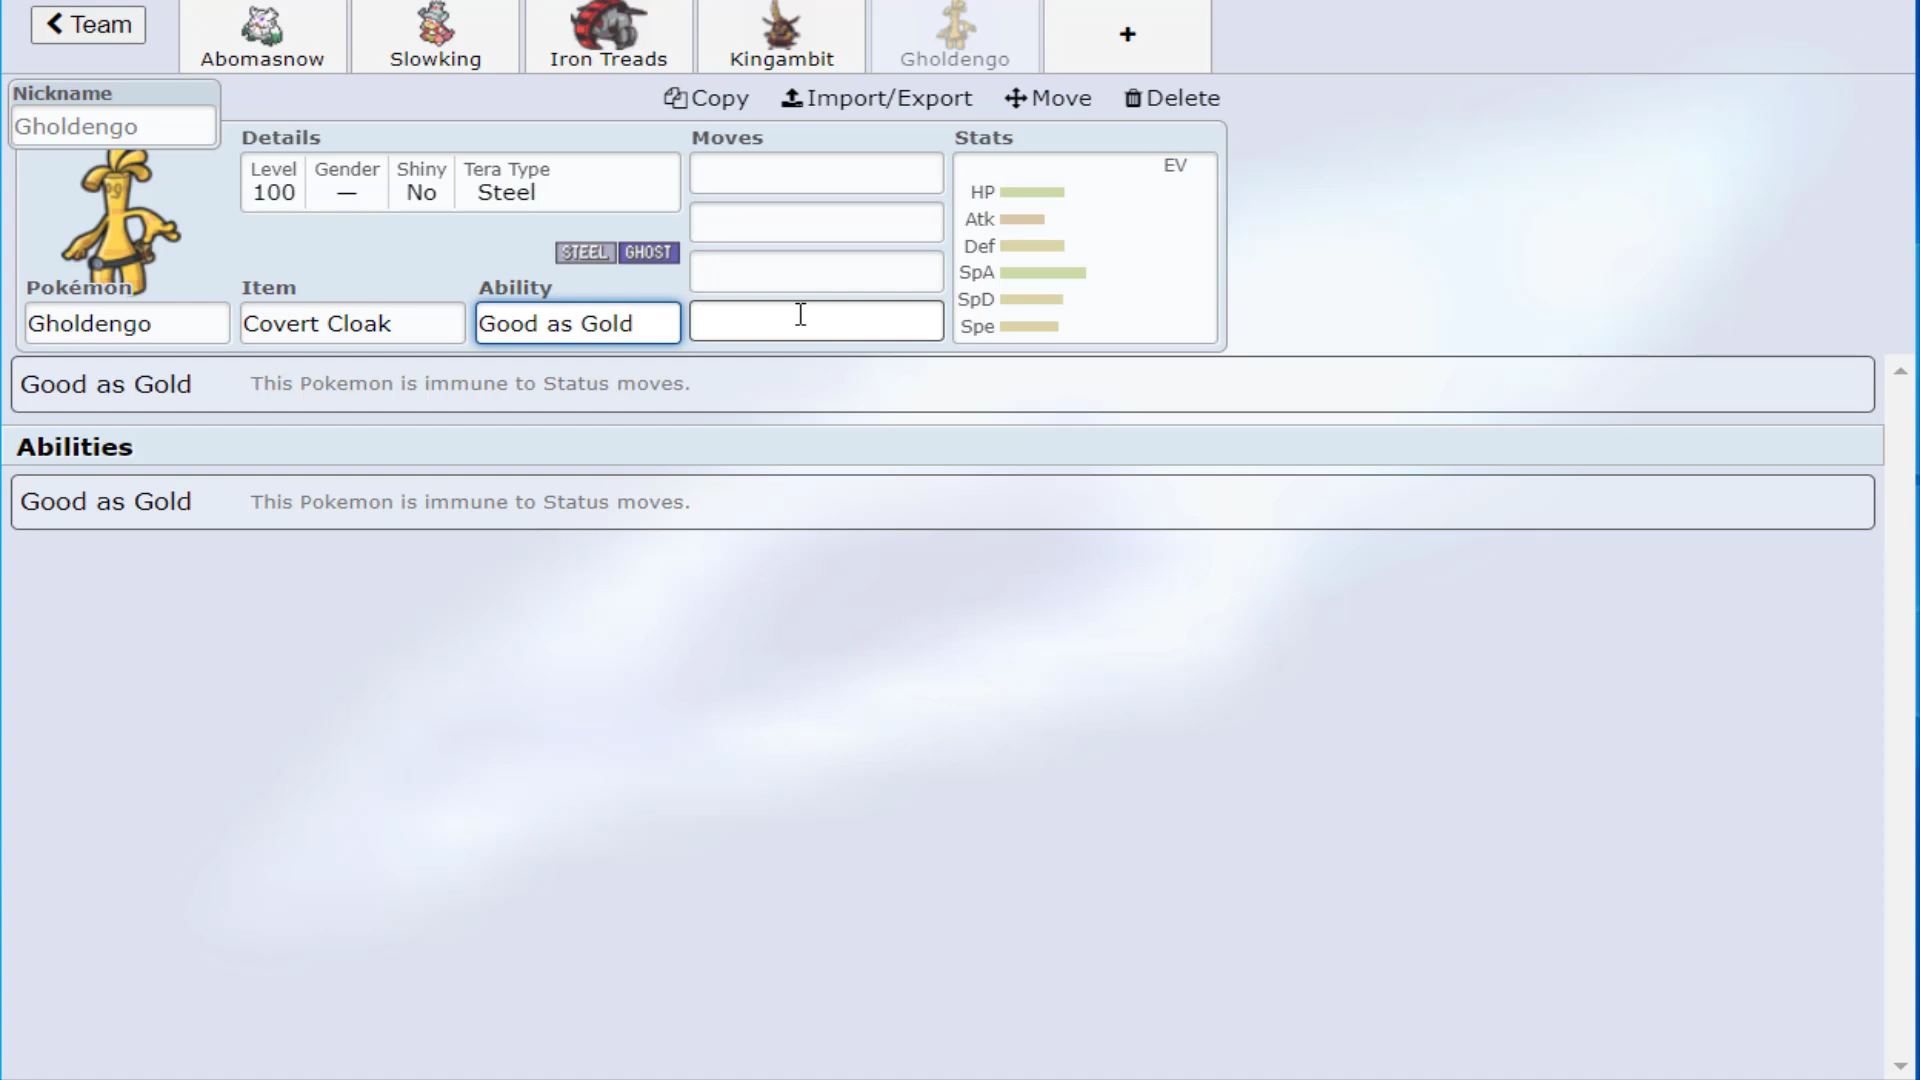 Team
Abomasnow
Slowking
Iron Treads
Kingambit
Gholdengo
+
Nickname
Gholdengo
Copy
Import/Export
Move
Delete
Details
Level
100
Gender
—
Shiny
No
Tera Type
Steel
STEEL GHOST
Pokémon
Gholdengo
Item
Covert Cloak
Ability
Good as Gold
Moves
Stats
EV
HP
Atk
Def
SpA
SpD
Spe
Good as Gold This Pokemon is immune to Status moves.
Abilities
Good as Gold This Pokemon is immune to Status moves.